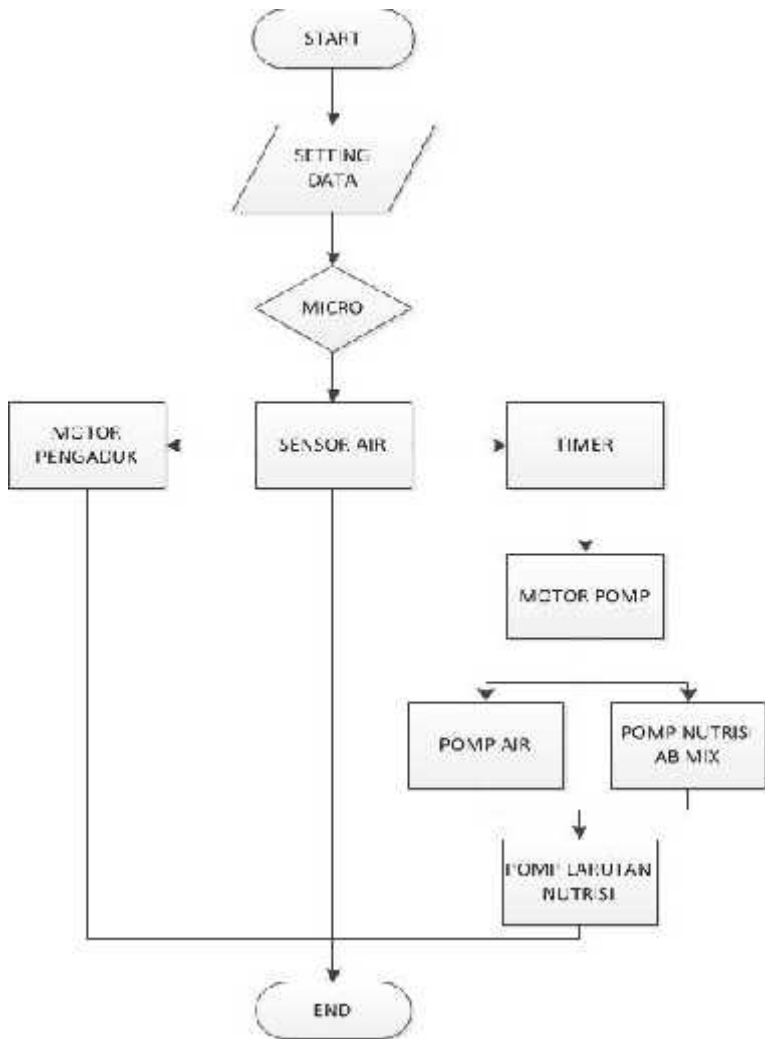 START
SETTING
DATA
MICRO
MOTOR
PENGADUK
SENSOR AIR
TIMER
MOTOR POMP
POMP AIR
POMP NUTRISI
AB MIX
POMP LARUTAN
NUTRISI
END